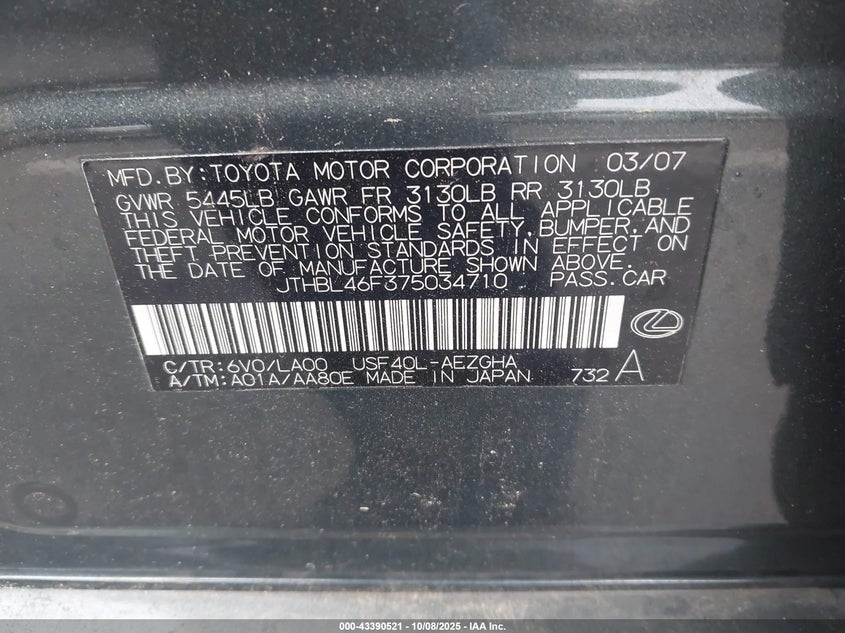 MFD. BY: TOYOTA MOTOR CORPORATION 03/07
GVWR 5445LB GAWR FR 3130LB RR 3130LB
THIS VEHICLE CONFORMS TO ALL APPLICABLE
FEDERAL MOTOR VEHICLE SAFETY, BUMPER, AND
THEFT PREVENTION STANDARDS IN EFFECT ON
THE DATE OF MANUFACTURE SHOWN ABOVE.
JTHBL46F375034710 PASS. CAR
C/TR: 6V0/LA00 USF40L-AEZGHA
A/TM: A01A/AA80E MADE IN JAPAN 732 A
000-43390521 - 10/08/2025 - IAA Inc.